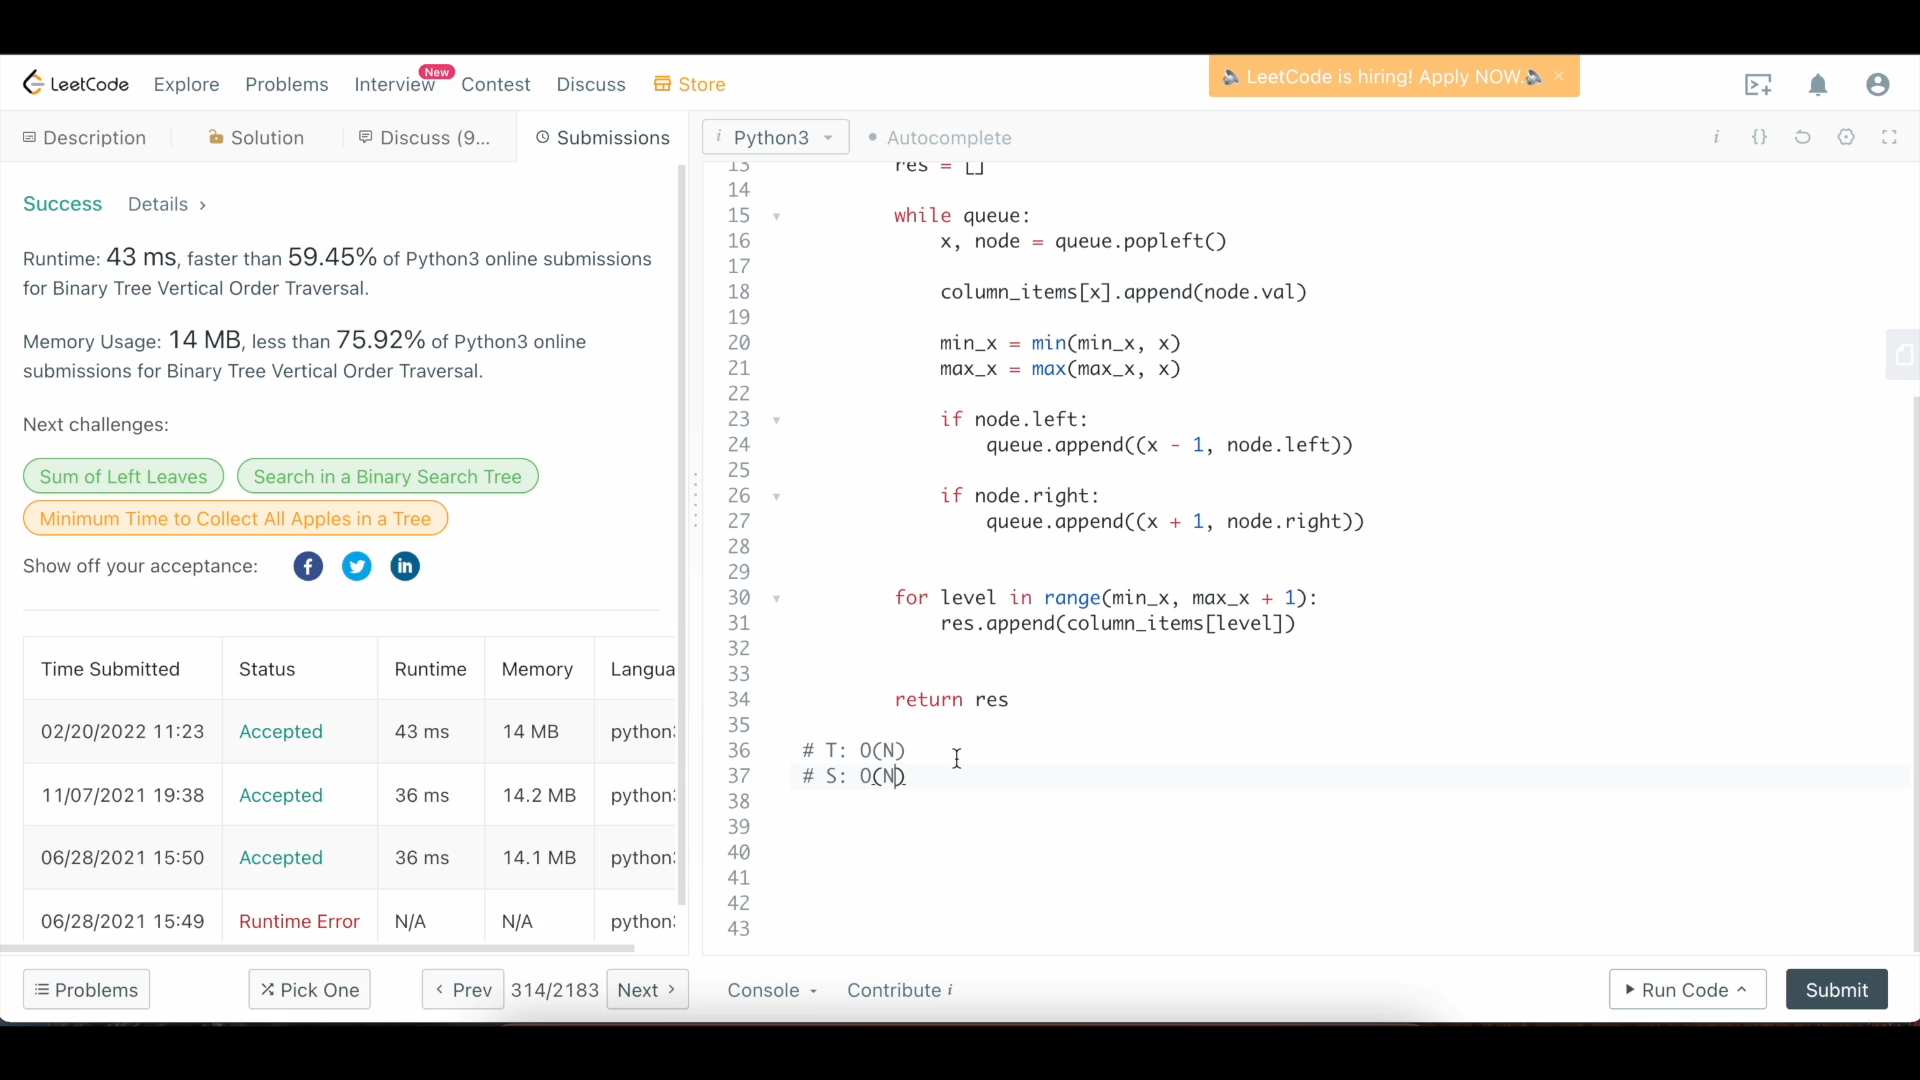 LeetCode Explore Problems Interview New Contest Discuss Store
LeetCode is hiring! Apply NOW. ×
Description Solution Discuss (9... Submissions
i Python3 Autocomplete i {}
Success Details ›
Runtime: 43 ms, faster than 59.45% of Python3 online submissions
for Binary Tree Vertical Order Traversal.
Memory Usage: 14 MB, less than 75.92% of Python3 online
submissions for Binary Tree Vertical Order Traversal.
Next challenges:
Sum of Left Leaves Search in a Binary Search Tree
Minimum Time to Collect All Apples in a Tree
Show off your acceptance: f in
Time Submitted Status Runtime Memory Langua
02/20/2022 11:23 Accepted 43 ms 14 MB python
11/07/2021 19:38 Accepted 36 ms 14.2 MB python
06/28/2021 15:50 Accepted 36 ms 14.1 MB python
06/28/2021 15:49 Runtime Error N/A N/A python
13 res = []
14
15 while queue:
16 x, node = queue.popleft()
17
18 column_items[x].append(node.val)
19
20 min_x = min(min_x, x)
21 max_x = max(max_x, x)
22
23 if node.left:
24 queue.append((x - 1, node.left))
25
26 if node.right:
27 queue.append((x + 1, node.right))
28
29
30 for level in range(min_x, max_x + 1):
31 res.append(column_items[level])
32
33
34 return res
35
36 # T: O(N)
37 # S: O(N)
38
39
40
41
42
43
Problems Pick One ‹ Prev 314/2183 Next › Console Contribute i Run Code Submit